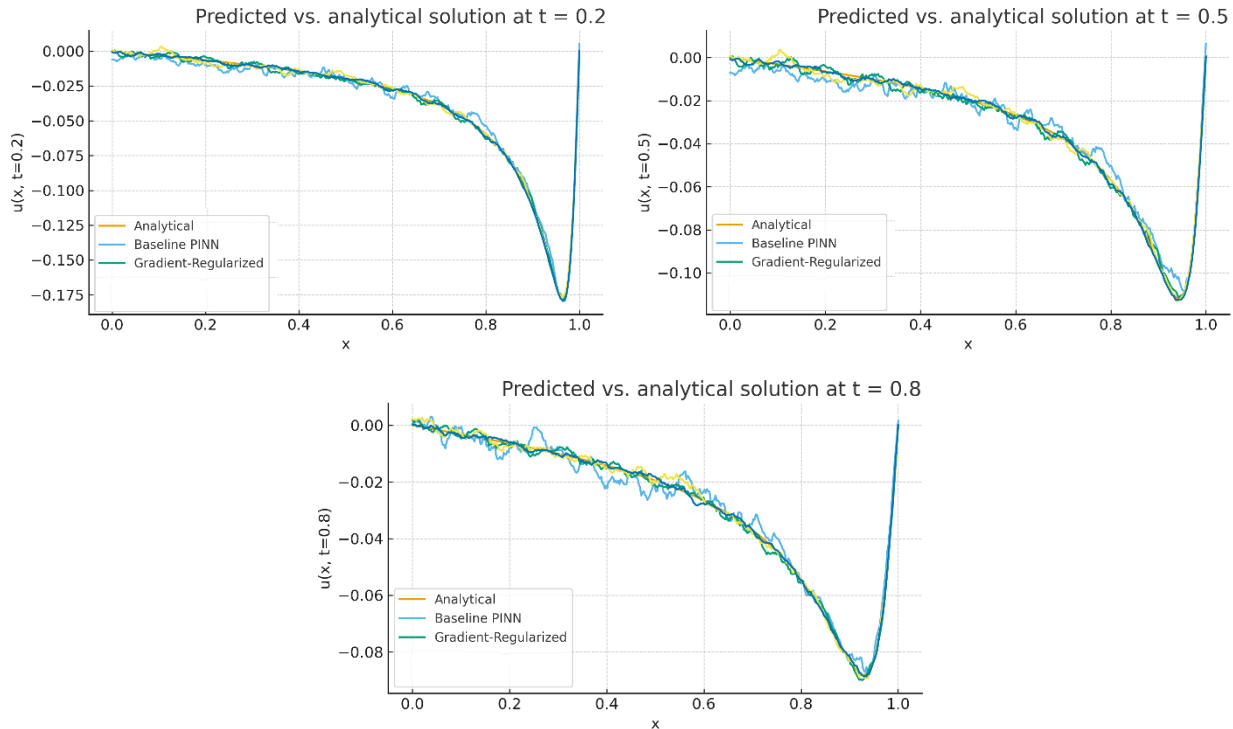 Predicted vs. analytical solution at t = 0.2
0.000
−0.025
−0.050
−0.075
−0.100
−0.125
−0.150
−0.175
u(x, t=0.2)
Analytical
Baseline PINN
Gradient-Regularized
0.0 0.2 0.4 0.6 0.8 1.0
x
Predicted vs. analytical solution at t = 0.5
0.00
−0.02
−0.04
−0.06
−0.08
−0.10
u(x, t=0.5)
Analytical
Baseline PINN
Gradient-Regularized
0.0 0.2 0.4 0.6 0.8 1.0
x
Predicted vs. analytical solution at t = 0.8
0.00
−0.02
−0.04
−0.06
−0.08
u(x, t=0.8)
Analytical
Baseline PINN
Gradient-Regularized
0.0 0.2 0.4 0.6 0.8 1.0
x